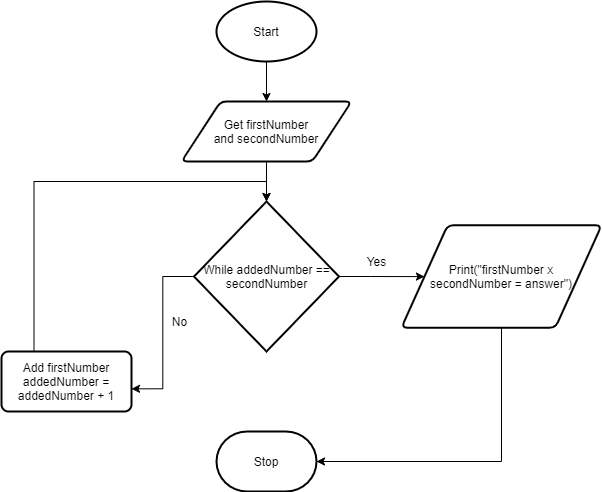 Start
Get firstNumber
and secondNumber
While addedNumber ==
secondNumber
Yes
Print("firstNumber x
secondNumber = answer")
No
Add firstNumber
addedNumber =
addedNumber + 1
Stop